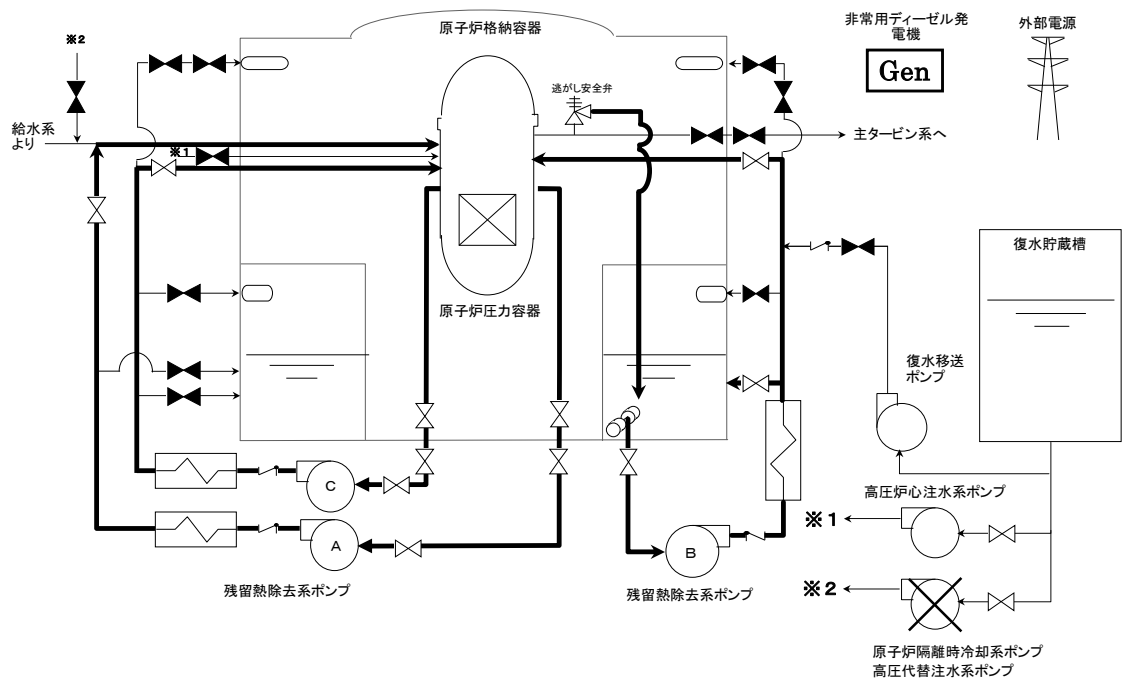 原子炉格納容器
非常用ディーゼル発
電機
外部電源
※2
Gen
逃がし安全弁
給水系
より
主タービン系へ
※1
復水貯蔵槽
原子炉圧力容器
復水移送
ポンプ
C
高圧炉心注水系ポンプ
※1
A
B
残留熱除去系ポンプ
残留熱除去系ポンプ
※2
原子炉隔離時冷却系ポンプ
高圧代替注水系ポンプ